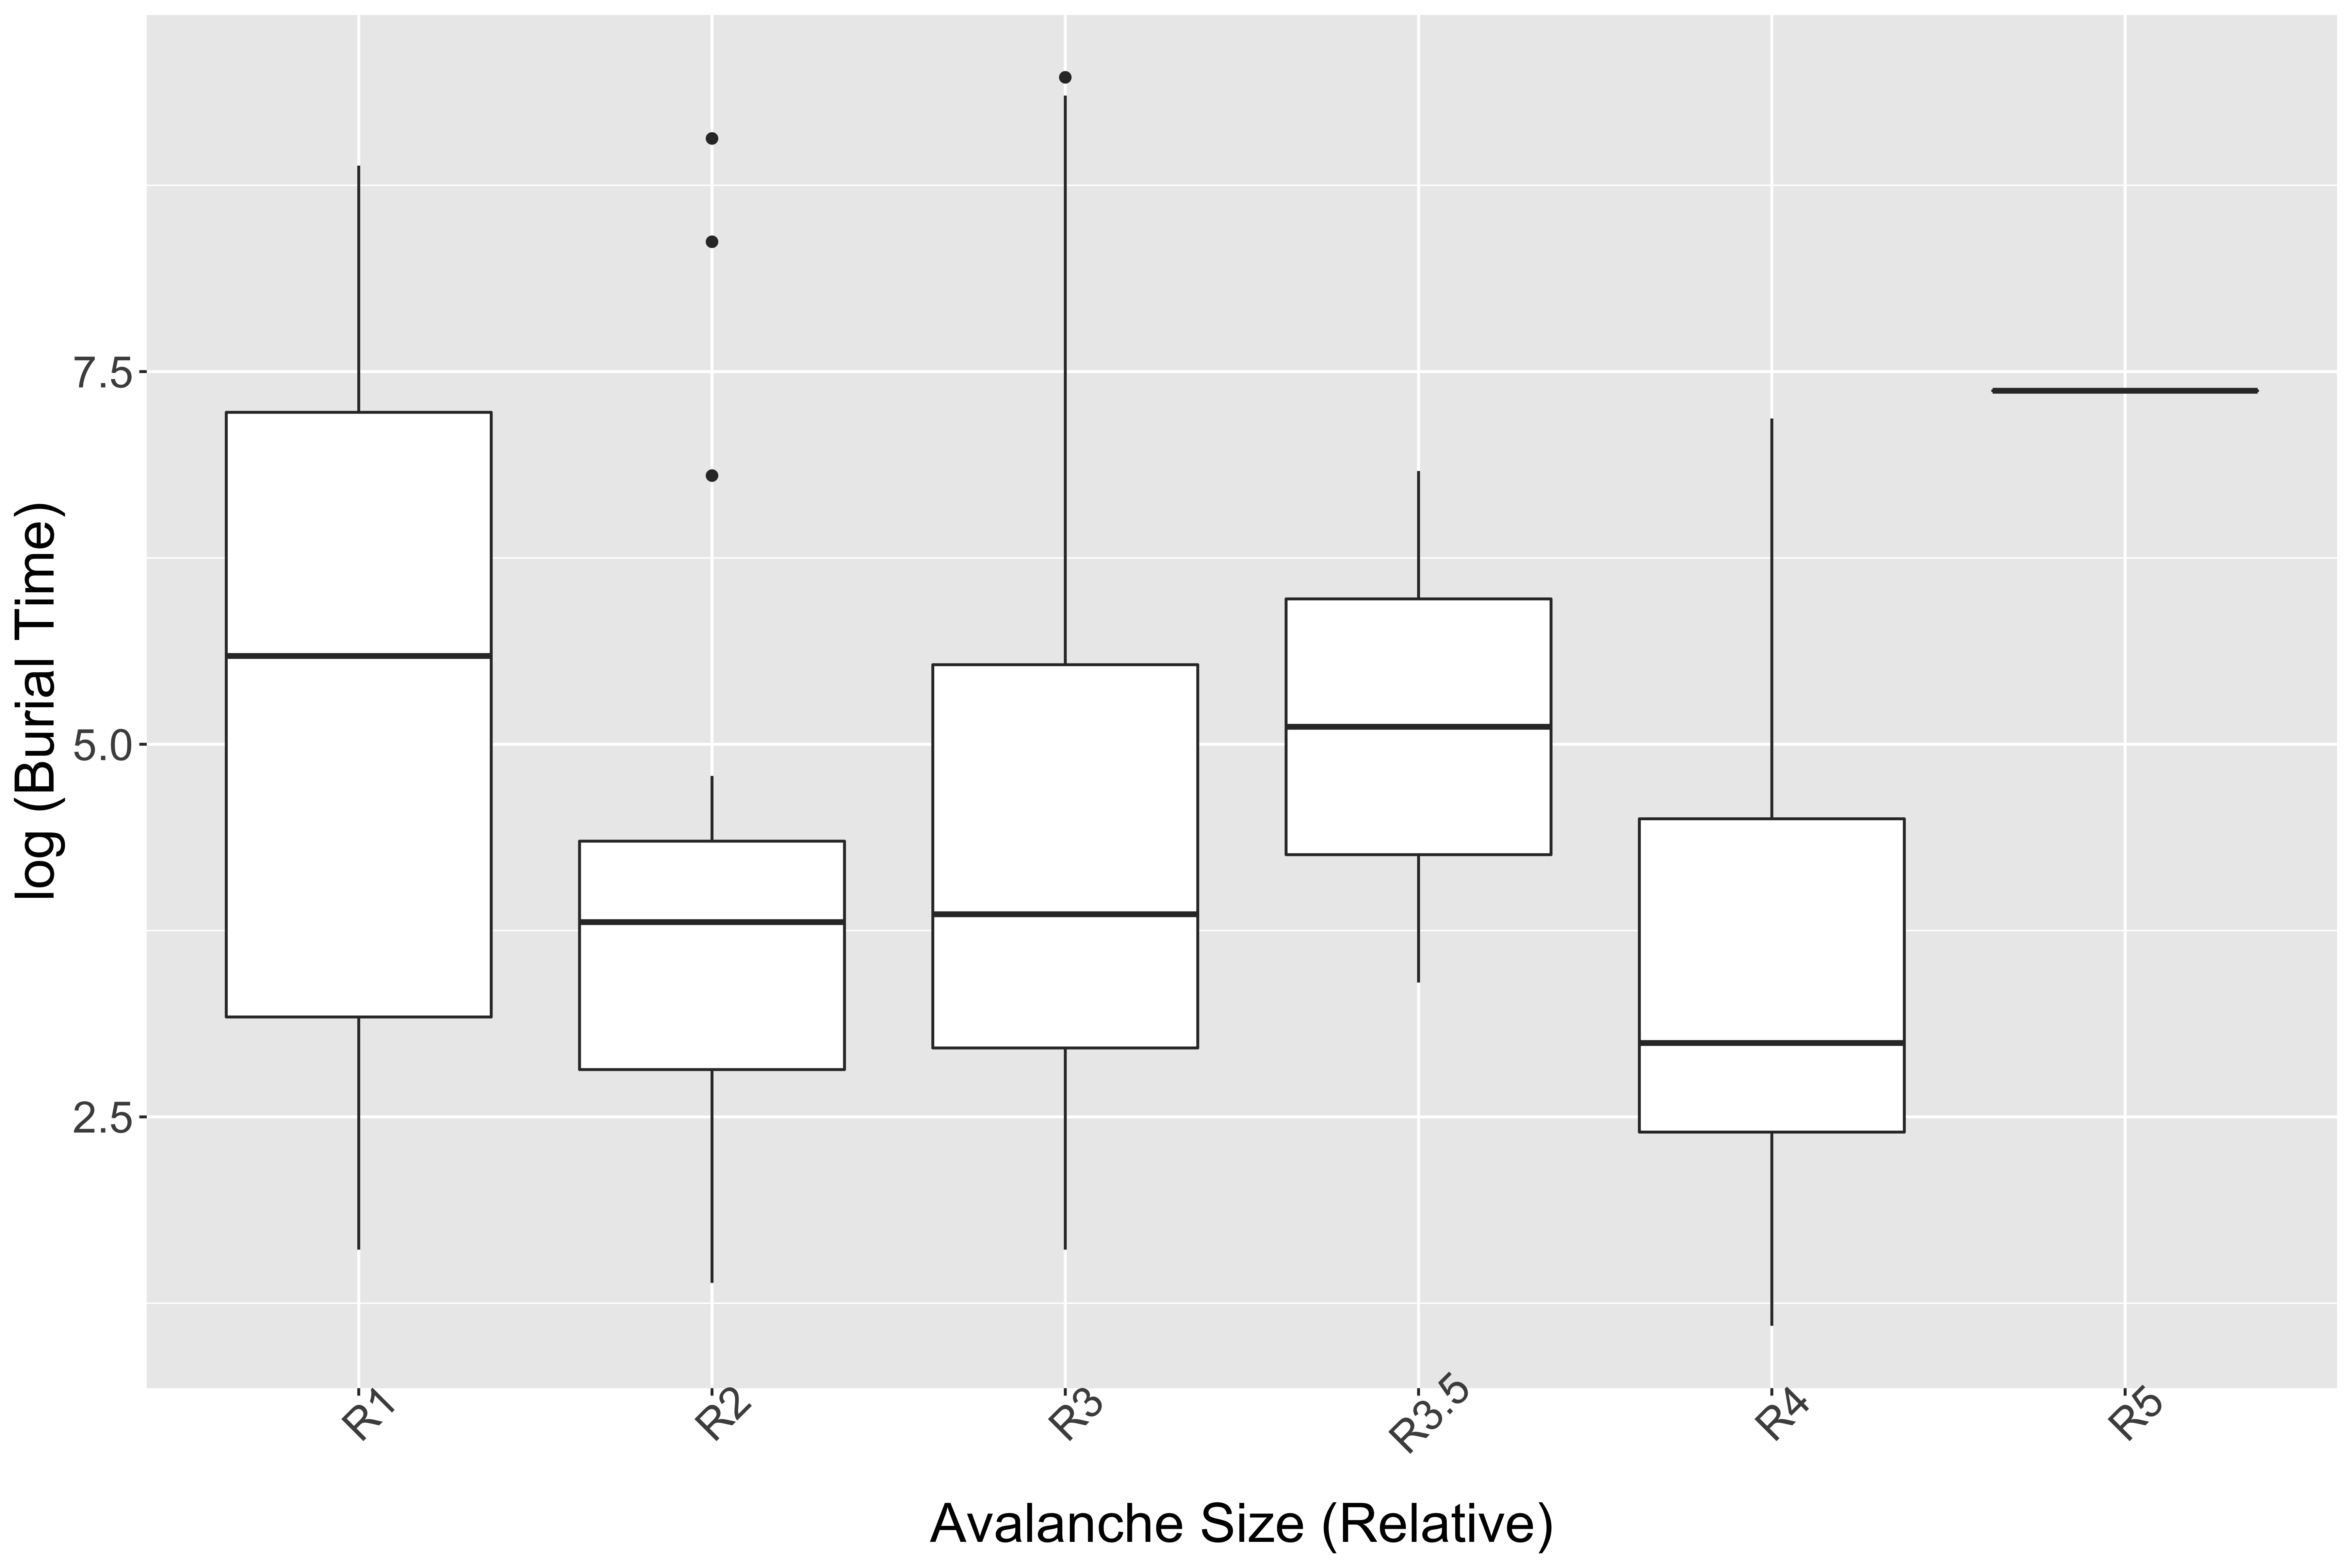 log (Burial Time)
7.5
5.0
2.5
R1
R2
R3
R3.5
R4
R5
Avalanche Size (Relative)